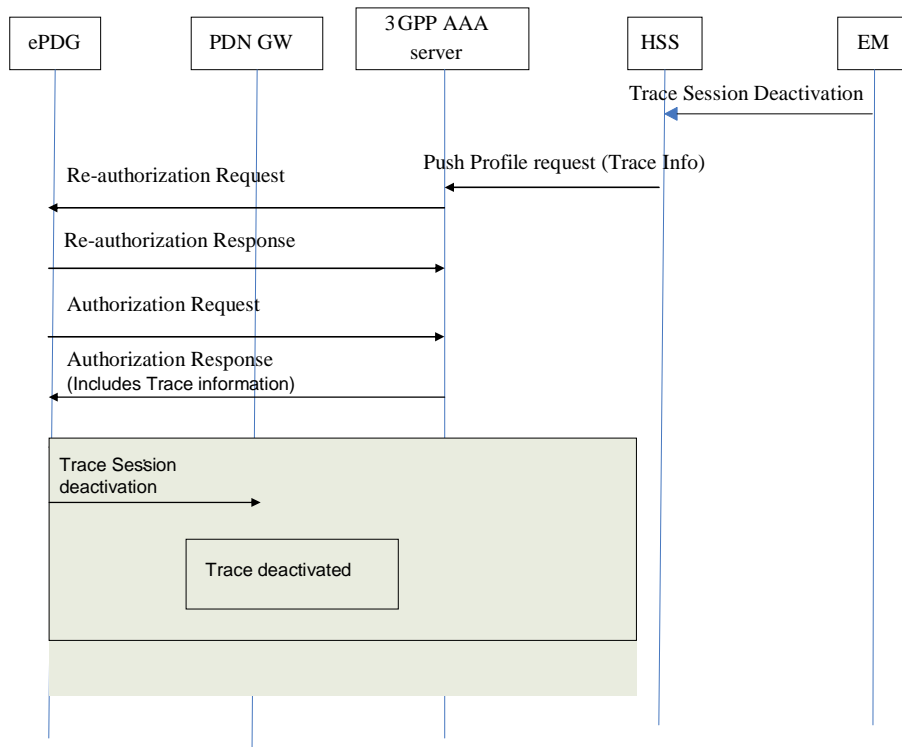 ePDG
PDN GW
3GPP AAA
server
HSS
EM
Trace Session Deactivation
Push Profile request (Trace Info)
Re-authorization Request
Re-authorization Response
Authorization Request
Authorization Response
(Includes Trace information)
Trace Session
deactivation
Trace deactivated